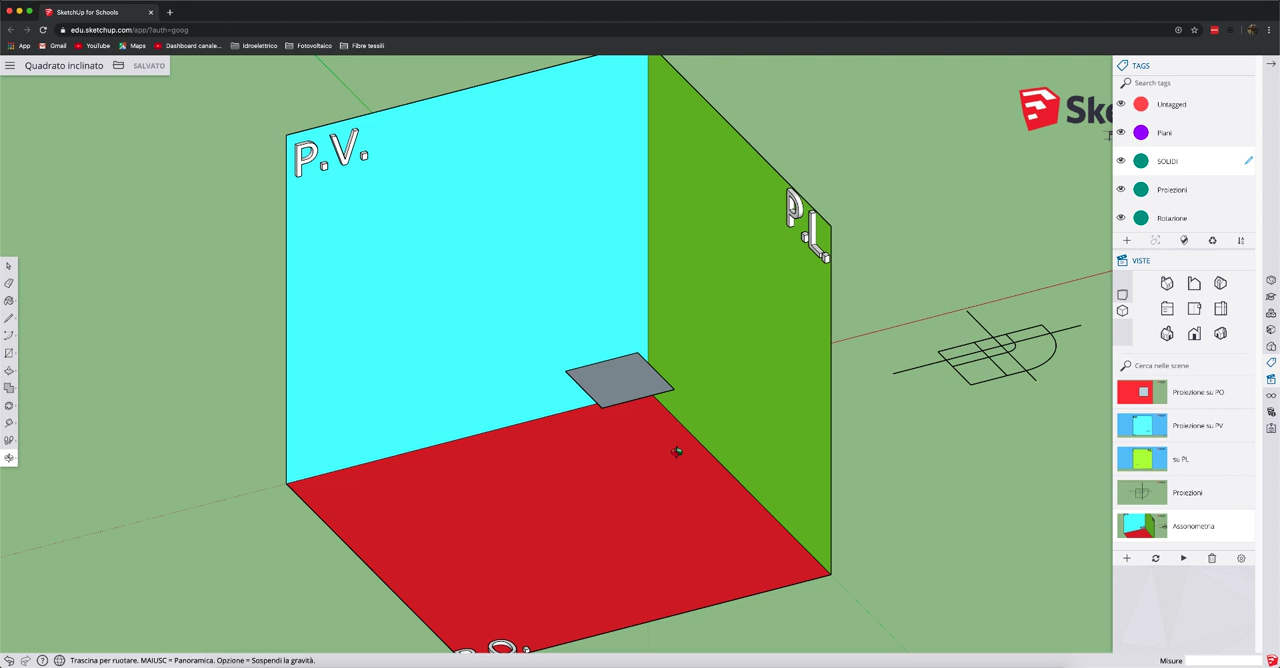 SketchUp for Schools
edu.sketchup.com/app/?auth=goog
App
Gmail
YouTube
Maps
Dashboard canale...
Idroelettrico
Fotovoltaico
Fibre tessili
Quadrato inclinato
SALVATO
P.V.
P.L.
TAGS
Search tags
Untagged
Piani
SOLIDI
Proiezioni
Rotazione
VISTE
Cerca nelle scene
Proiezione su PO
Proiezione su PV
su PL
Proiezioni
Assonometria
Trascina per ruotare. MAIUSC = Panoramica. Opzione = Sospendi la gravità.
Misure